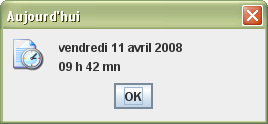 Aujourd'hui
vendredi 11 avril 2008
09 h 42 mn
OK